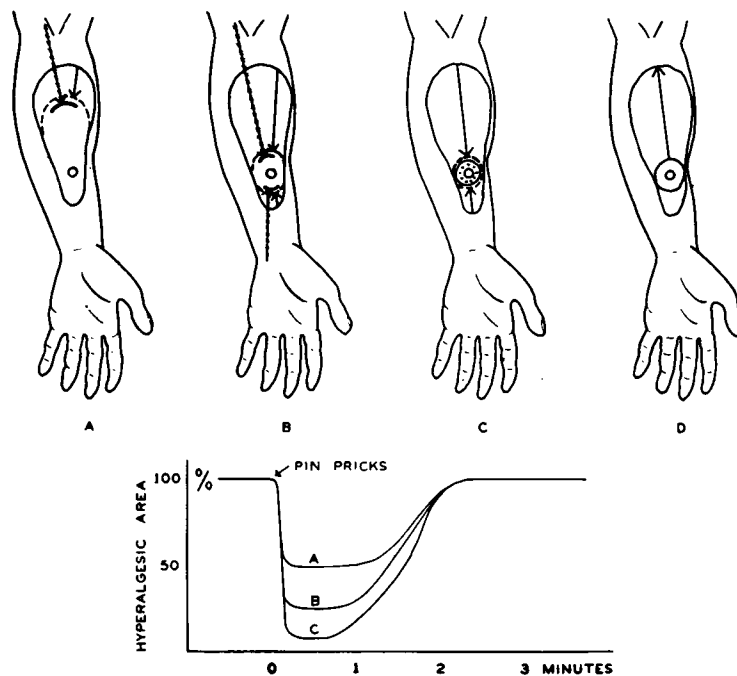 A B C D
PIN PRICKS
100 %
50
HYPERALGESIC AREA
A
B
C
0 1 2 3 MINUTES